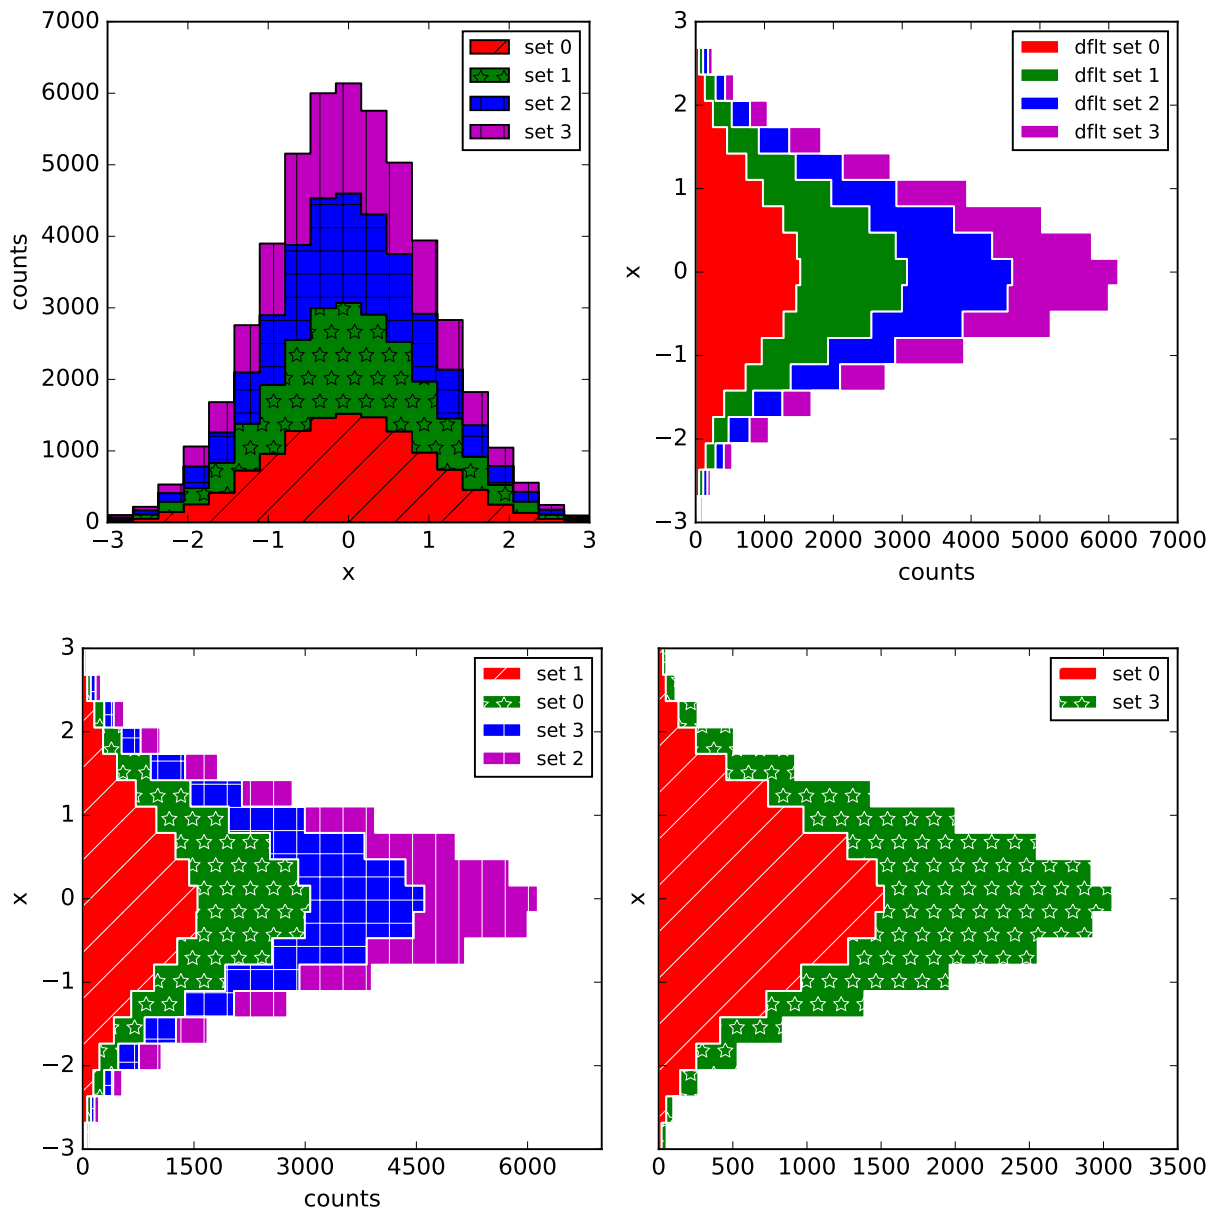 7000
6000
5000
4000
3000
2000
1000
0
counts
−3 −2 −1 0 1 2 3
x
set 0
set 1
set 2
set 3
3
2
1
0
−1
−2
−3
x
0 1000 2000 3000 4000 5000 6000 7000
counts
dflt set 0
dflt set 1
dflt set 2
dflt set 3
3
2
1
0
−1
−2
−3
x
0 1500 3000 4500 6000
counts
set 1
set 0
set 3
set 2
x
0 500 1000 1500 2000 2500 3000 3500
set 0
set 3